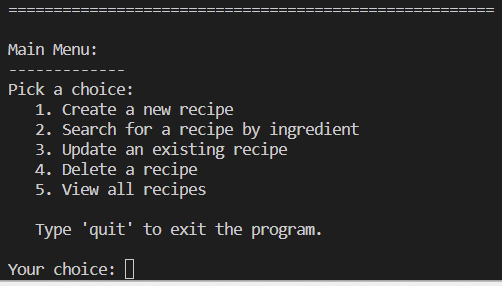 ======================================================
Main Menu:
-------------
Pick a choice:
1. Create a new recipe
2. Search for a recipe by ingredient
3. Update an existing recipe
4. Delete a recipe
5. View all recipes
Type 'quit' to exit the program.
Your choice: